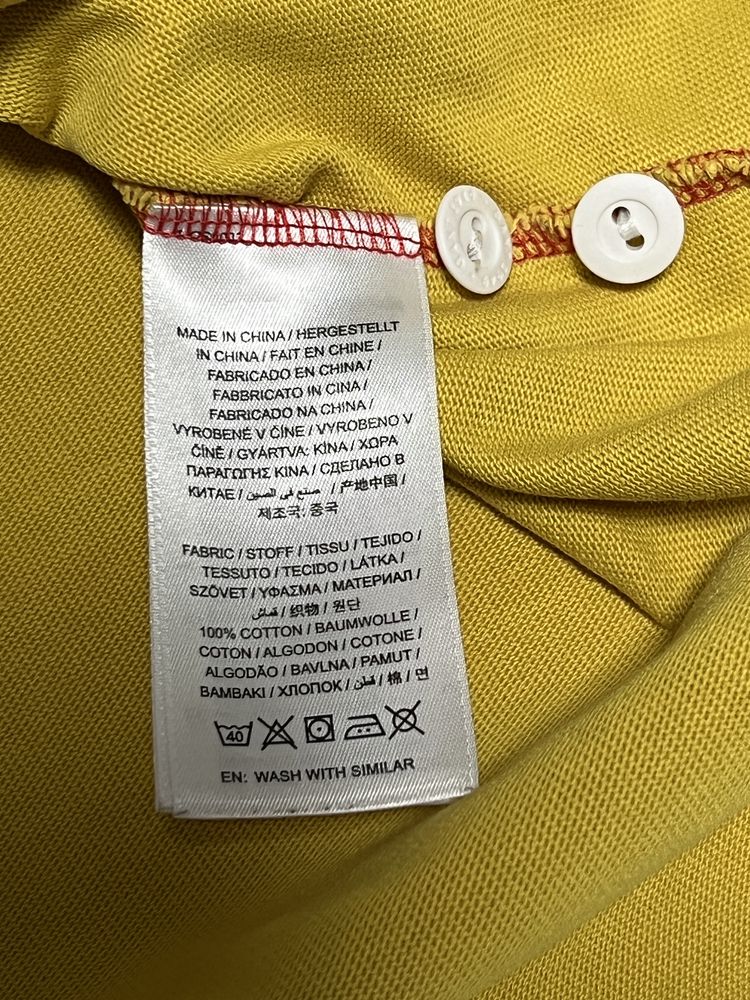 MADE IN CHINA / HERGESTELLT
IN CHINA / FAIT EN CHINE /
FABRICADO EN CHINA /
FABBRICATO IN CINA /
FABRICADO NA CHINA /
VYROBENÉ V ČÍNE / VYROBENO V
ČÍNĚ / GYÁRTVA: KÍNA / ΧΩΡΑ
ΠΑΡΑΓΩΓΗΣ ΚΙΝΑ / СДЕЛАНО В
КИТАЕ / صنع في الصين / 产地中国 /
제조국: 중국
FABRIC / STOFF / TISSU / TEJIDO /
TESSUTO / TECIDO / LÁTKA /
SZÖVET / ΥΦΑΣΜΑ / МАТЕРИАЛ /
قماش / 织物 / 원단
100% COTTON / BAUMWOLLE /
COTON / ALGODON / COTONE /
ALGODÃO / BAVLNA / PAMUT /
ΒΑΜΒΑΚΙ / ХЛОПОК / قطن / 棉 / 면
40
EN: WASH WITH SIMILAR